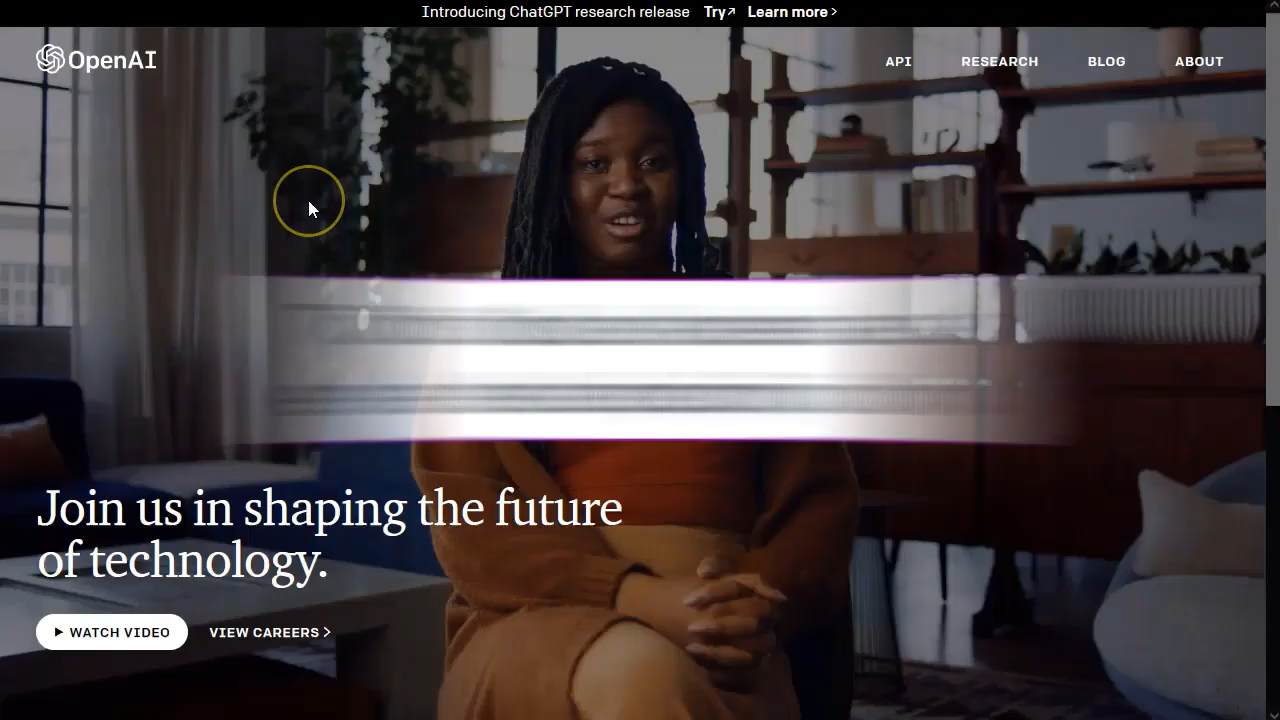 Introducing ChatGPT research release Try↗ Learn more >
OpenAI
API RESEARCH BLOG ABOUT
Join us in shaping the future
of technology.
WATCH VIDEO VIEW CAREERS >